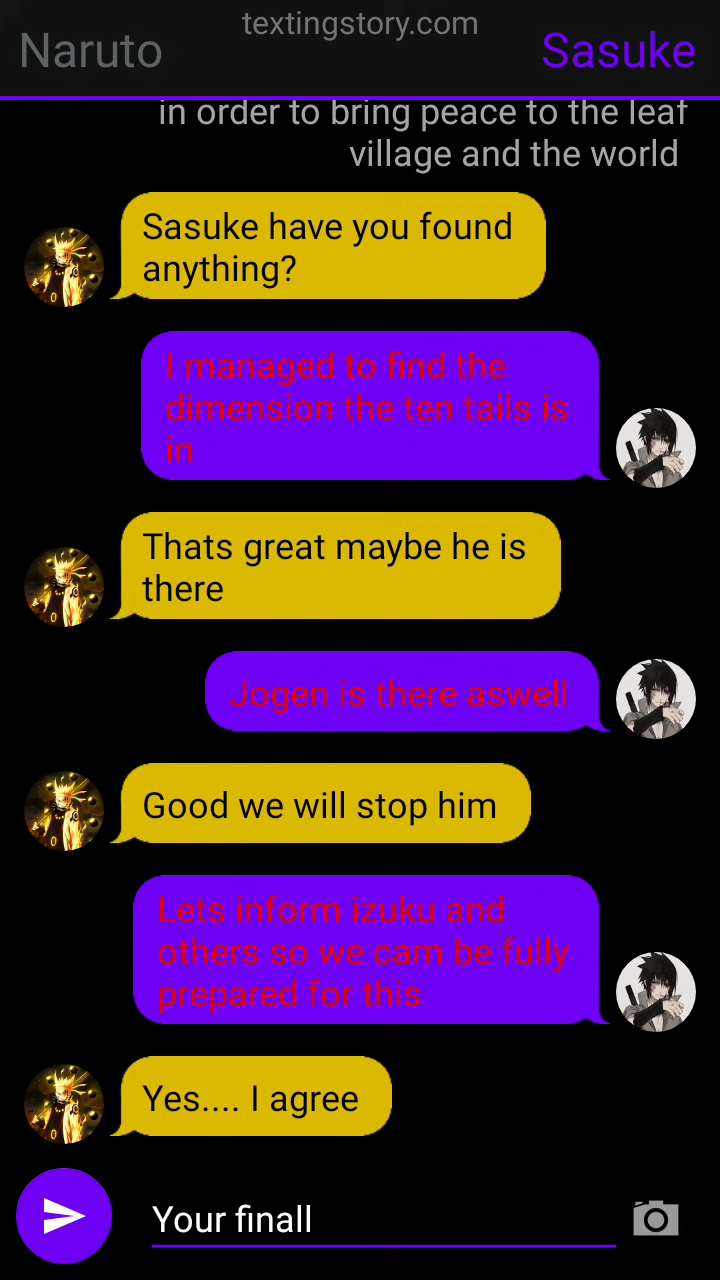 textingstory.com
Naruto
Sasuke
in order to bring peace to the leaf
village and the world
Sasuke have you found
anything?
I managed to find the
dimension the ten tails is
in
Thats great maybe he is
there
Jogen is there aswell
Good we will stop him
Lets inform izuku and
others so we cam be fully
prepared for this
Yes.... I agree
Your finall